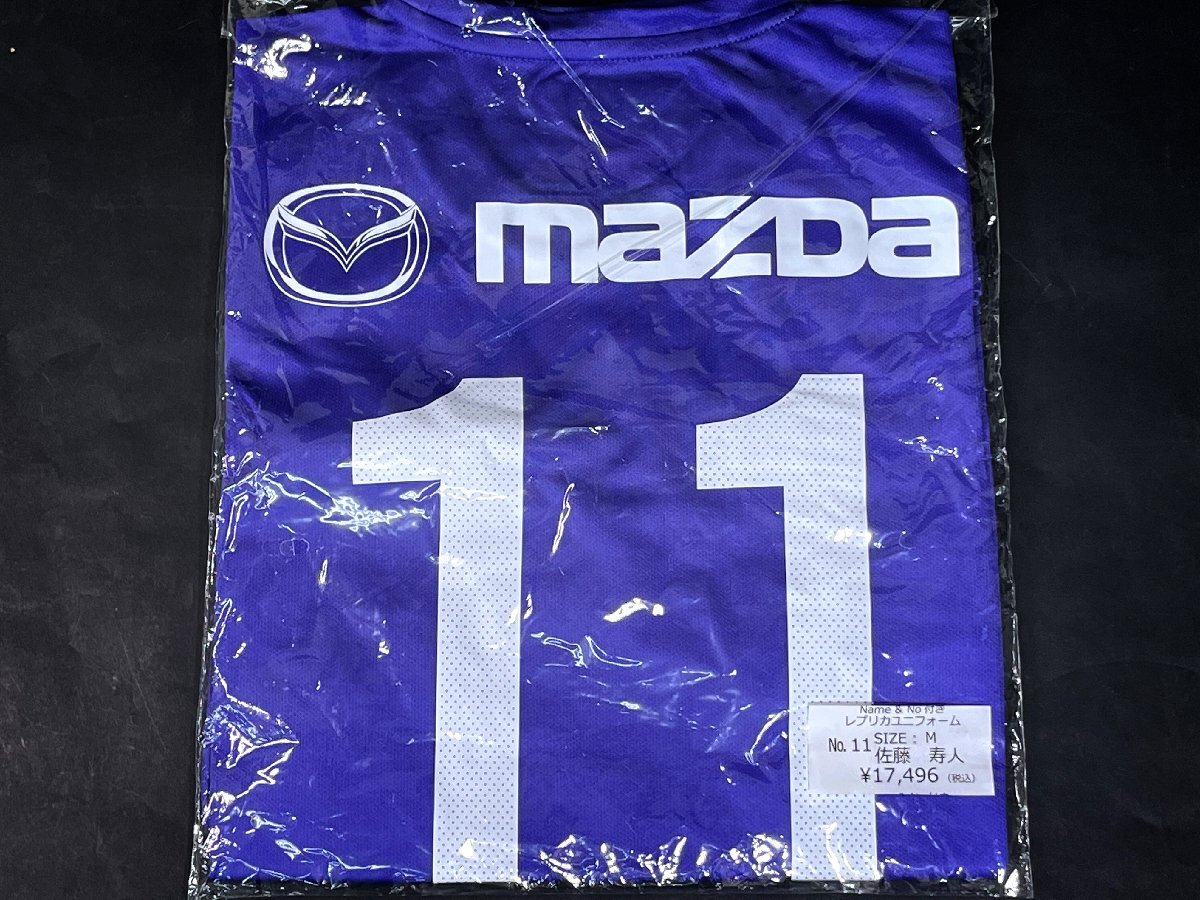 mazda
11
Name & No付き
レプリカユニフォーム
No. 11 SIZE : M
佐藤 寿人
¥17,496 (税込)